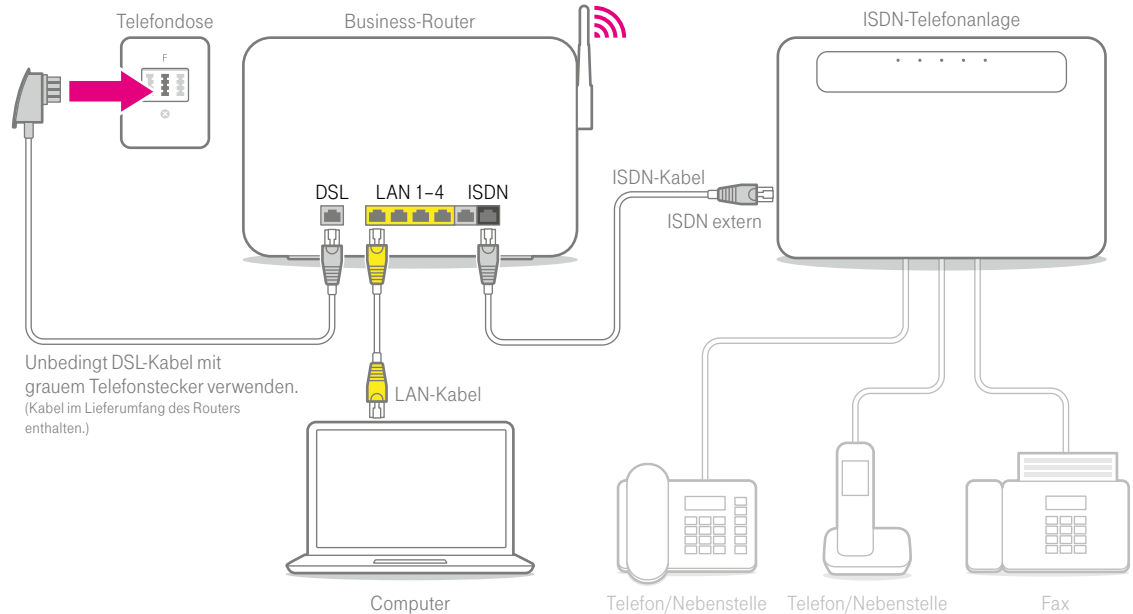 Telefondose
Business-Router
ISDN-Telefonanlage
F
DSL
LAN 1–4
ISDN
ISDN-Kabel
ISDN extern
Unbedingt DSL-Kabel mit
grauem Telefonstecker verwenden.
(Kabel im Lieferumfang des Routers
enthalten.)
LAN-Kabel
Computer
Telefon/Nebenstelle
Telefon/Nebenstelle
Fax